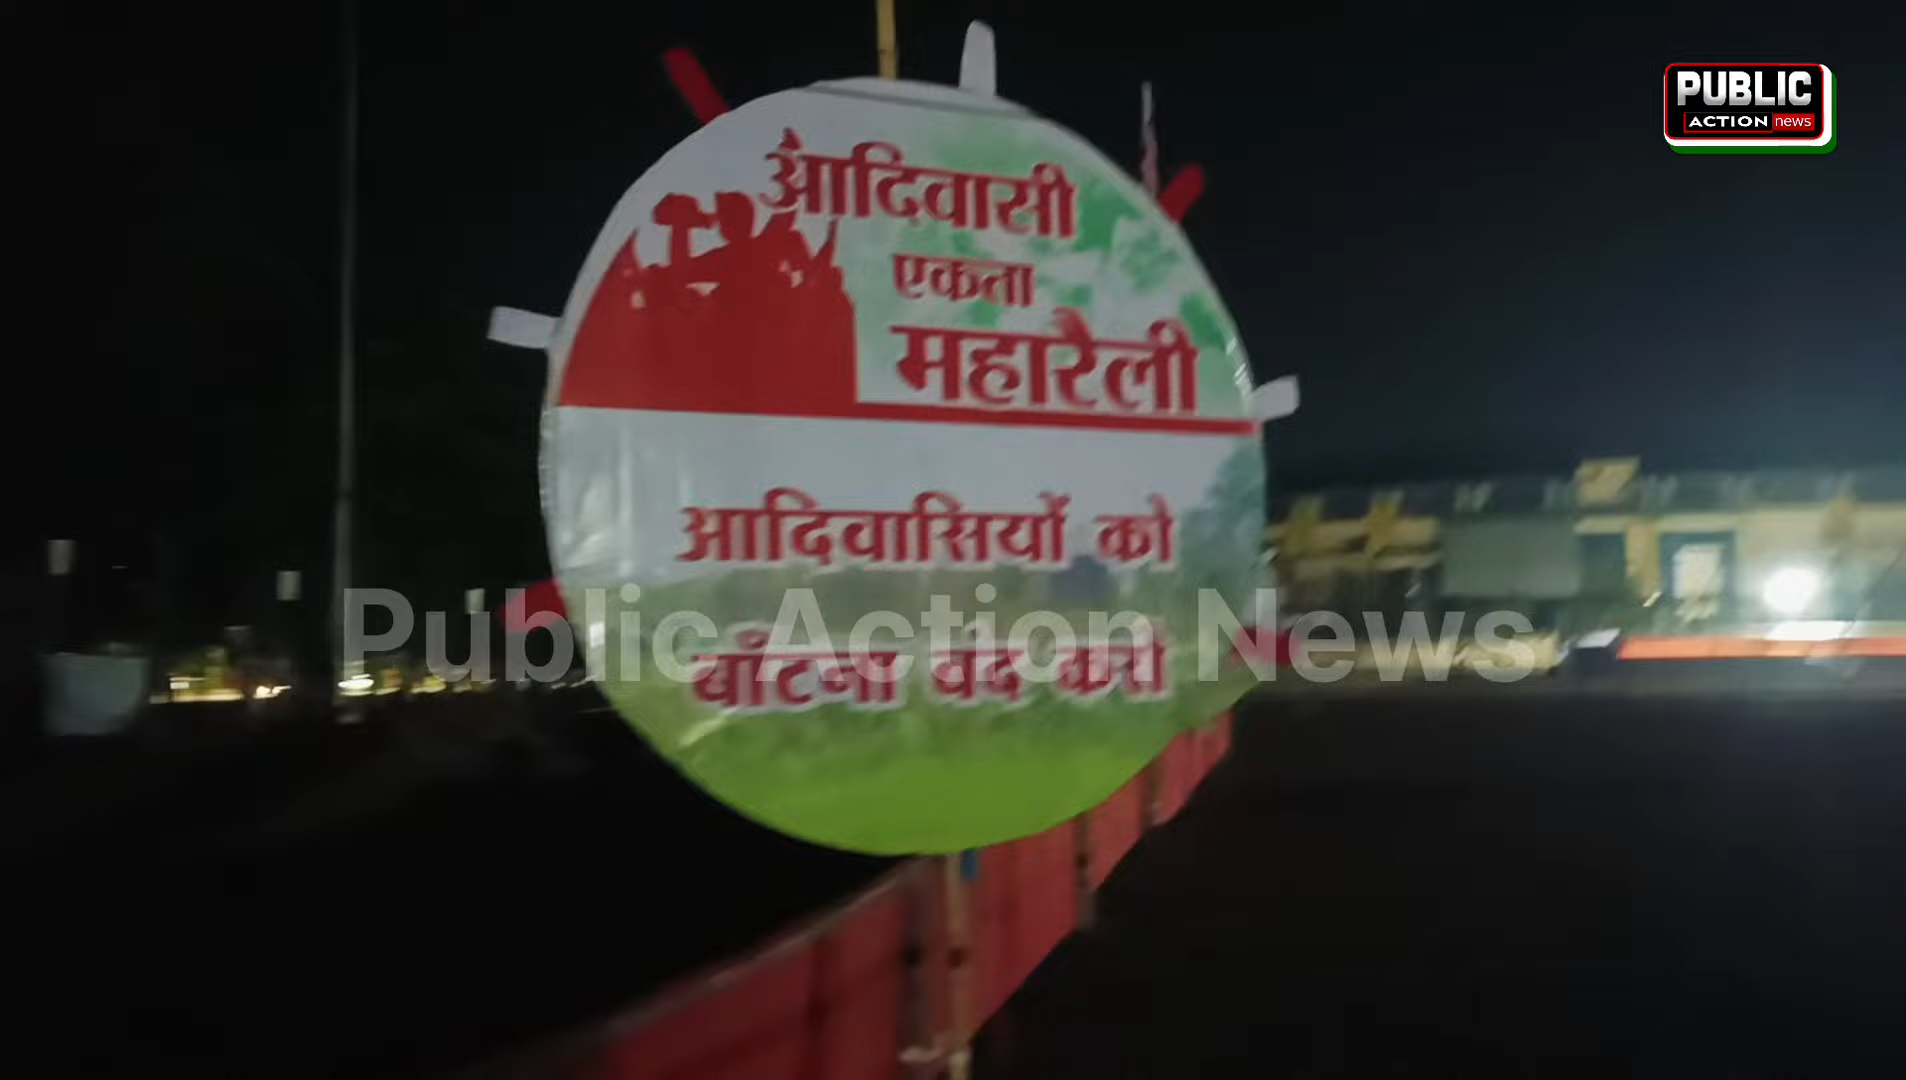 PUBLIC
ACTION news
आदिवासी
एकता
महारैली
आदिवासियों को
Public Action News
बांटना बंद करो